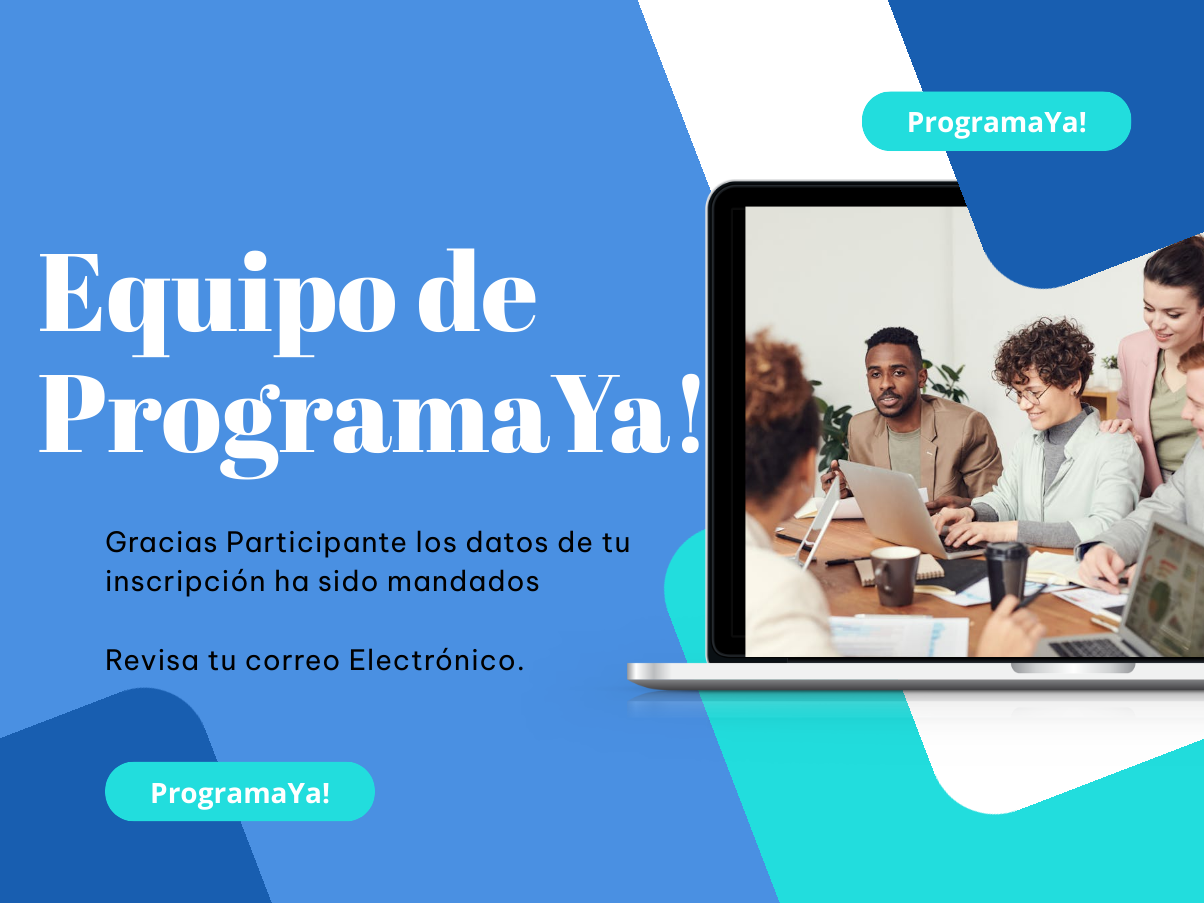 ProgramaYa!
Equipo de
ProgramaYa!
Gracias Participante los datos de tu
inscripción ha sido mandados
Revisa tu correo Electrónico.
ProgramaYa!